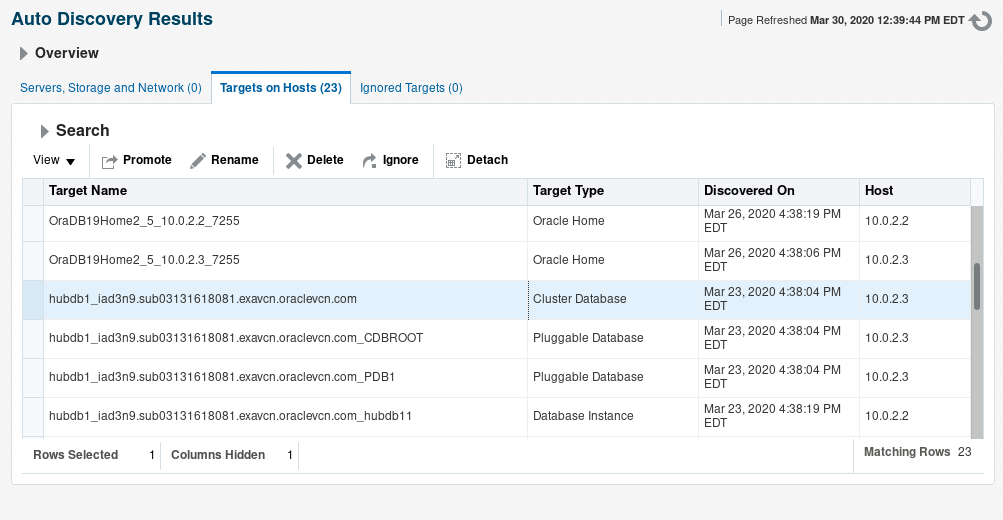 Auto Discovery Results
Page Refreshed Mar 30, 2020 12:39:44 PM EDT
Overview
Servers, Storage and Network (0) Targets on Hosts (23) Ignored Targets (0)
Search
View Promote Rename Delete Ignore Detach
Target Name Target Type Discovered On Host
OraDB19Home2_5_10.0.2.2_7255 Oracle Home Mar 26, 2020 4:38:19 PM EDT 10.0.2.2
OraDB19Home2_5_10.0.2.3_7255 Oracle Home Mar 26, 2020 4:38:06 PM EDT 10.0.2.3
hubdb1_iad3n9.sub03131618081.exavcn.oraclevcn.com Cluster Database Mar 23, 2020 4:38:04 PM EDT 10.0.2.3
hubdb1_iad3n9.sub03131618081.exavcn.oraclevcn.com_CDBROOT Pluggable Database Mar 23, 2020 4:38:04 PM EDT 10.0.2.3
hubdb1_iad3n9.sub03131618081.exavcn.oraclevcn.com_PDB1 Pluggable Database Mar 23, 2020 4:38:04 PM EDT 10.0.2.3
hubdb1_iad3n9.sub03131618081.exavcn.oraclevcn.com_hubdb11 Database Instance Mar 23, 2020 4:38:19 PM EDT 10.0.2.2
Rows Selected 1 Columns Hidden 1 Matching Rows 23